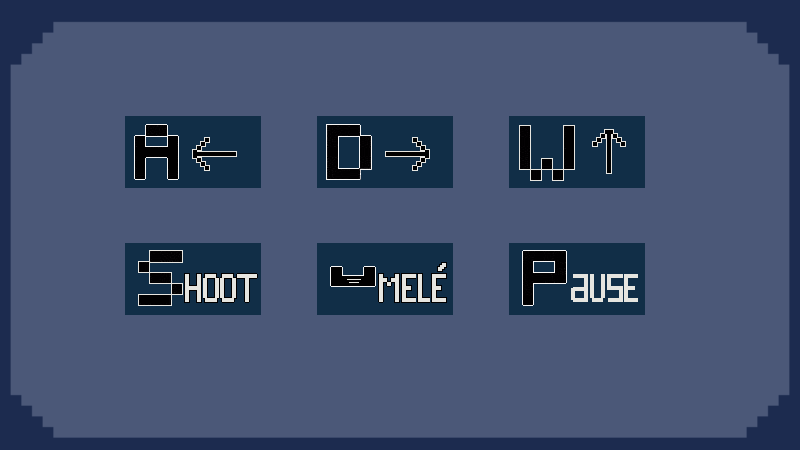 A ← D → W ↑
SHOOT MELÉ PAUSE